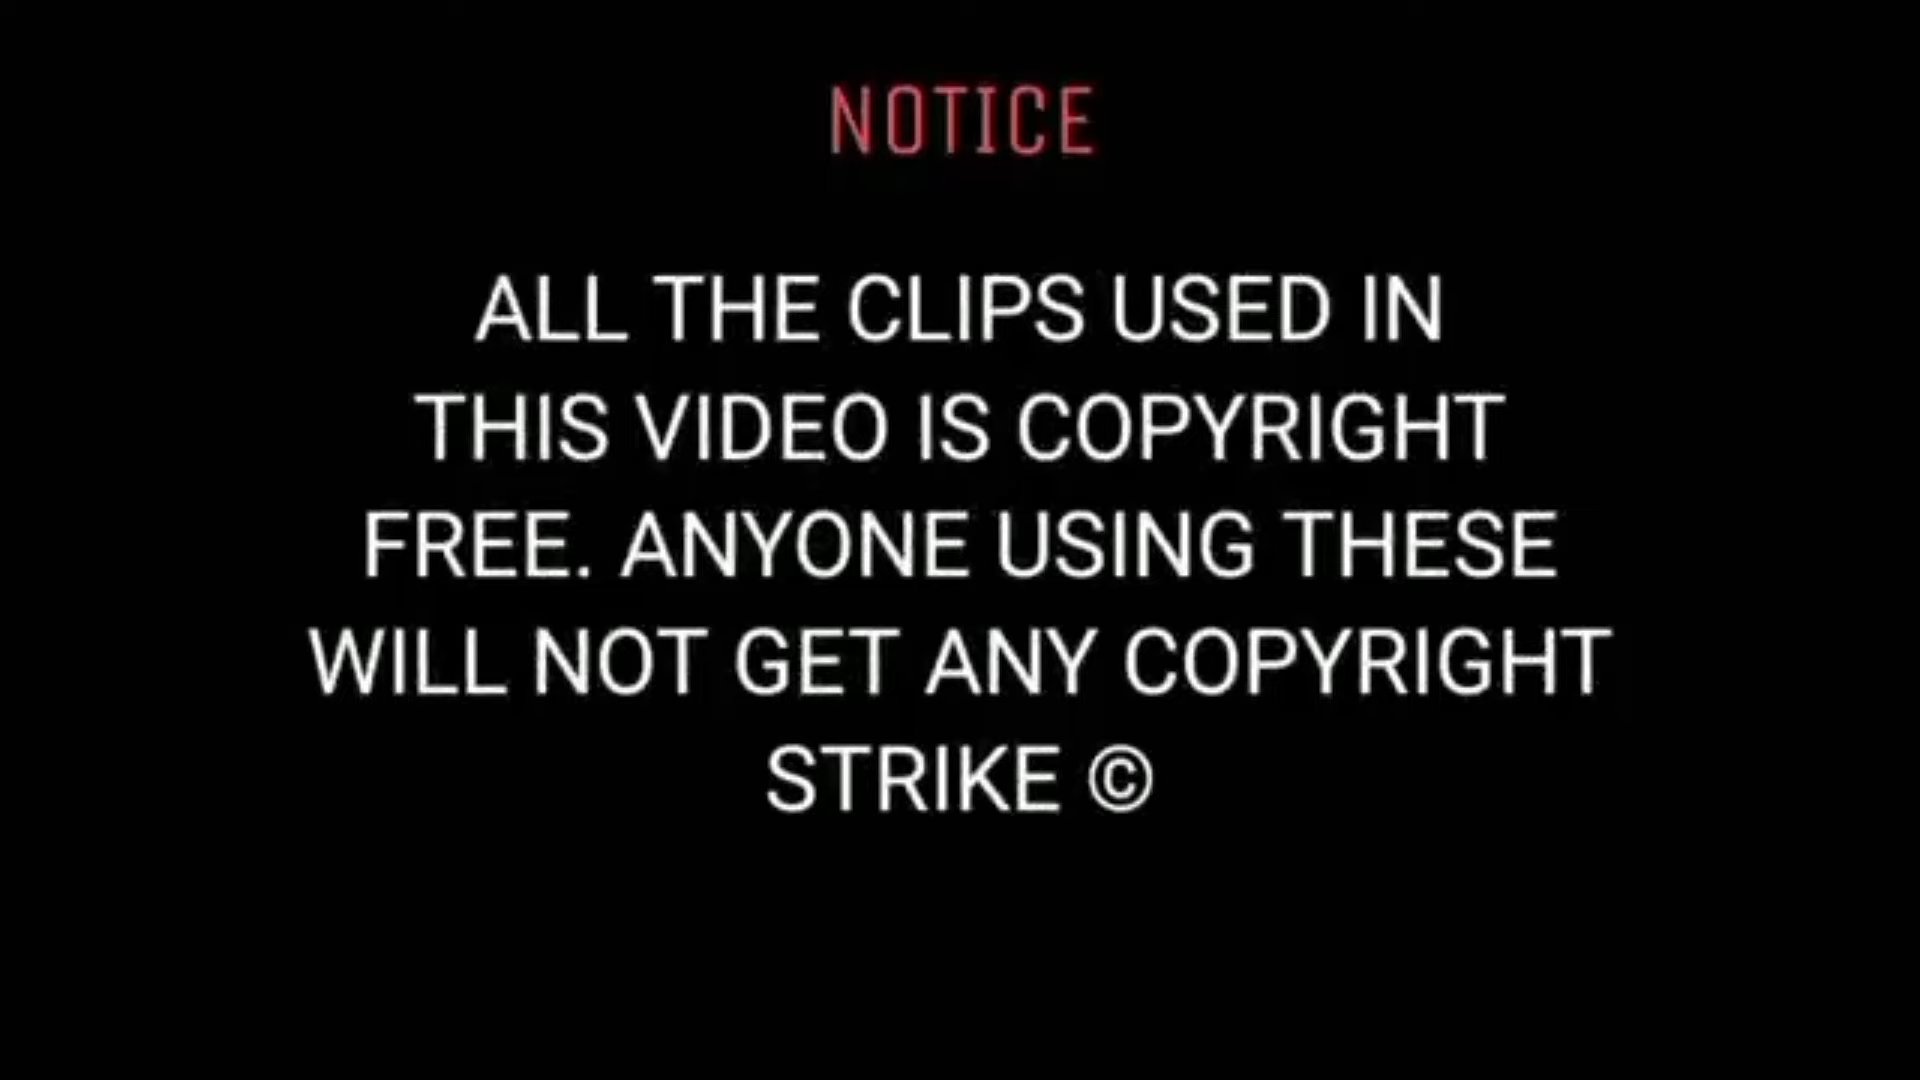 NOTICE
ALL THE CLIPS USED IN
THIS VIDEO IS COPYRIGHT
FREE. ANYONE USING THESE
WILL NOT GET ANY COPYRIGHT
STRIKE ©